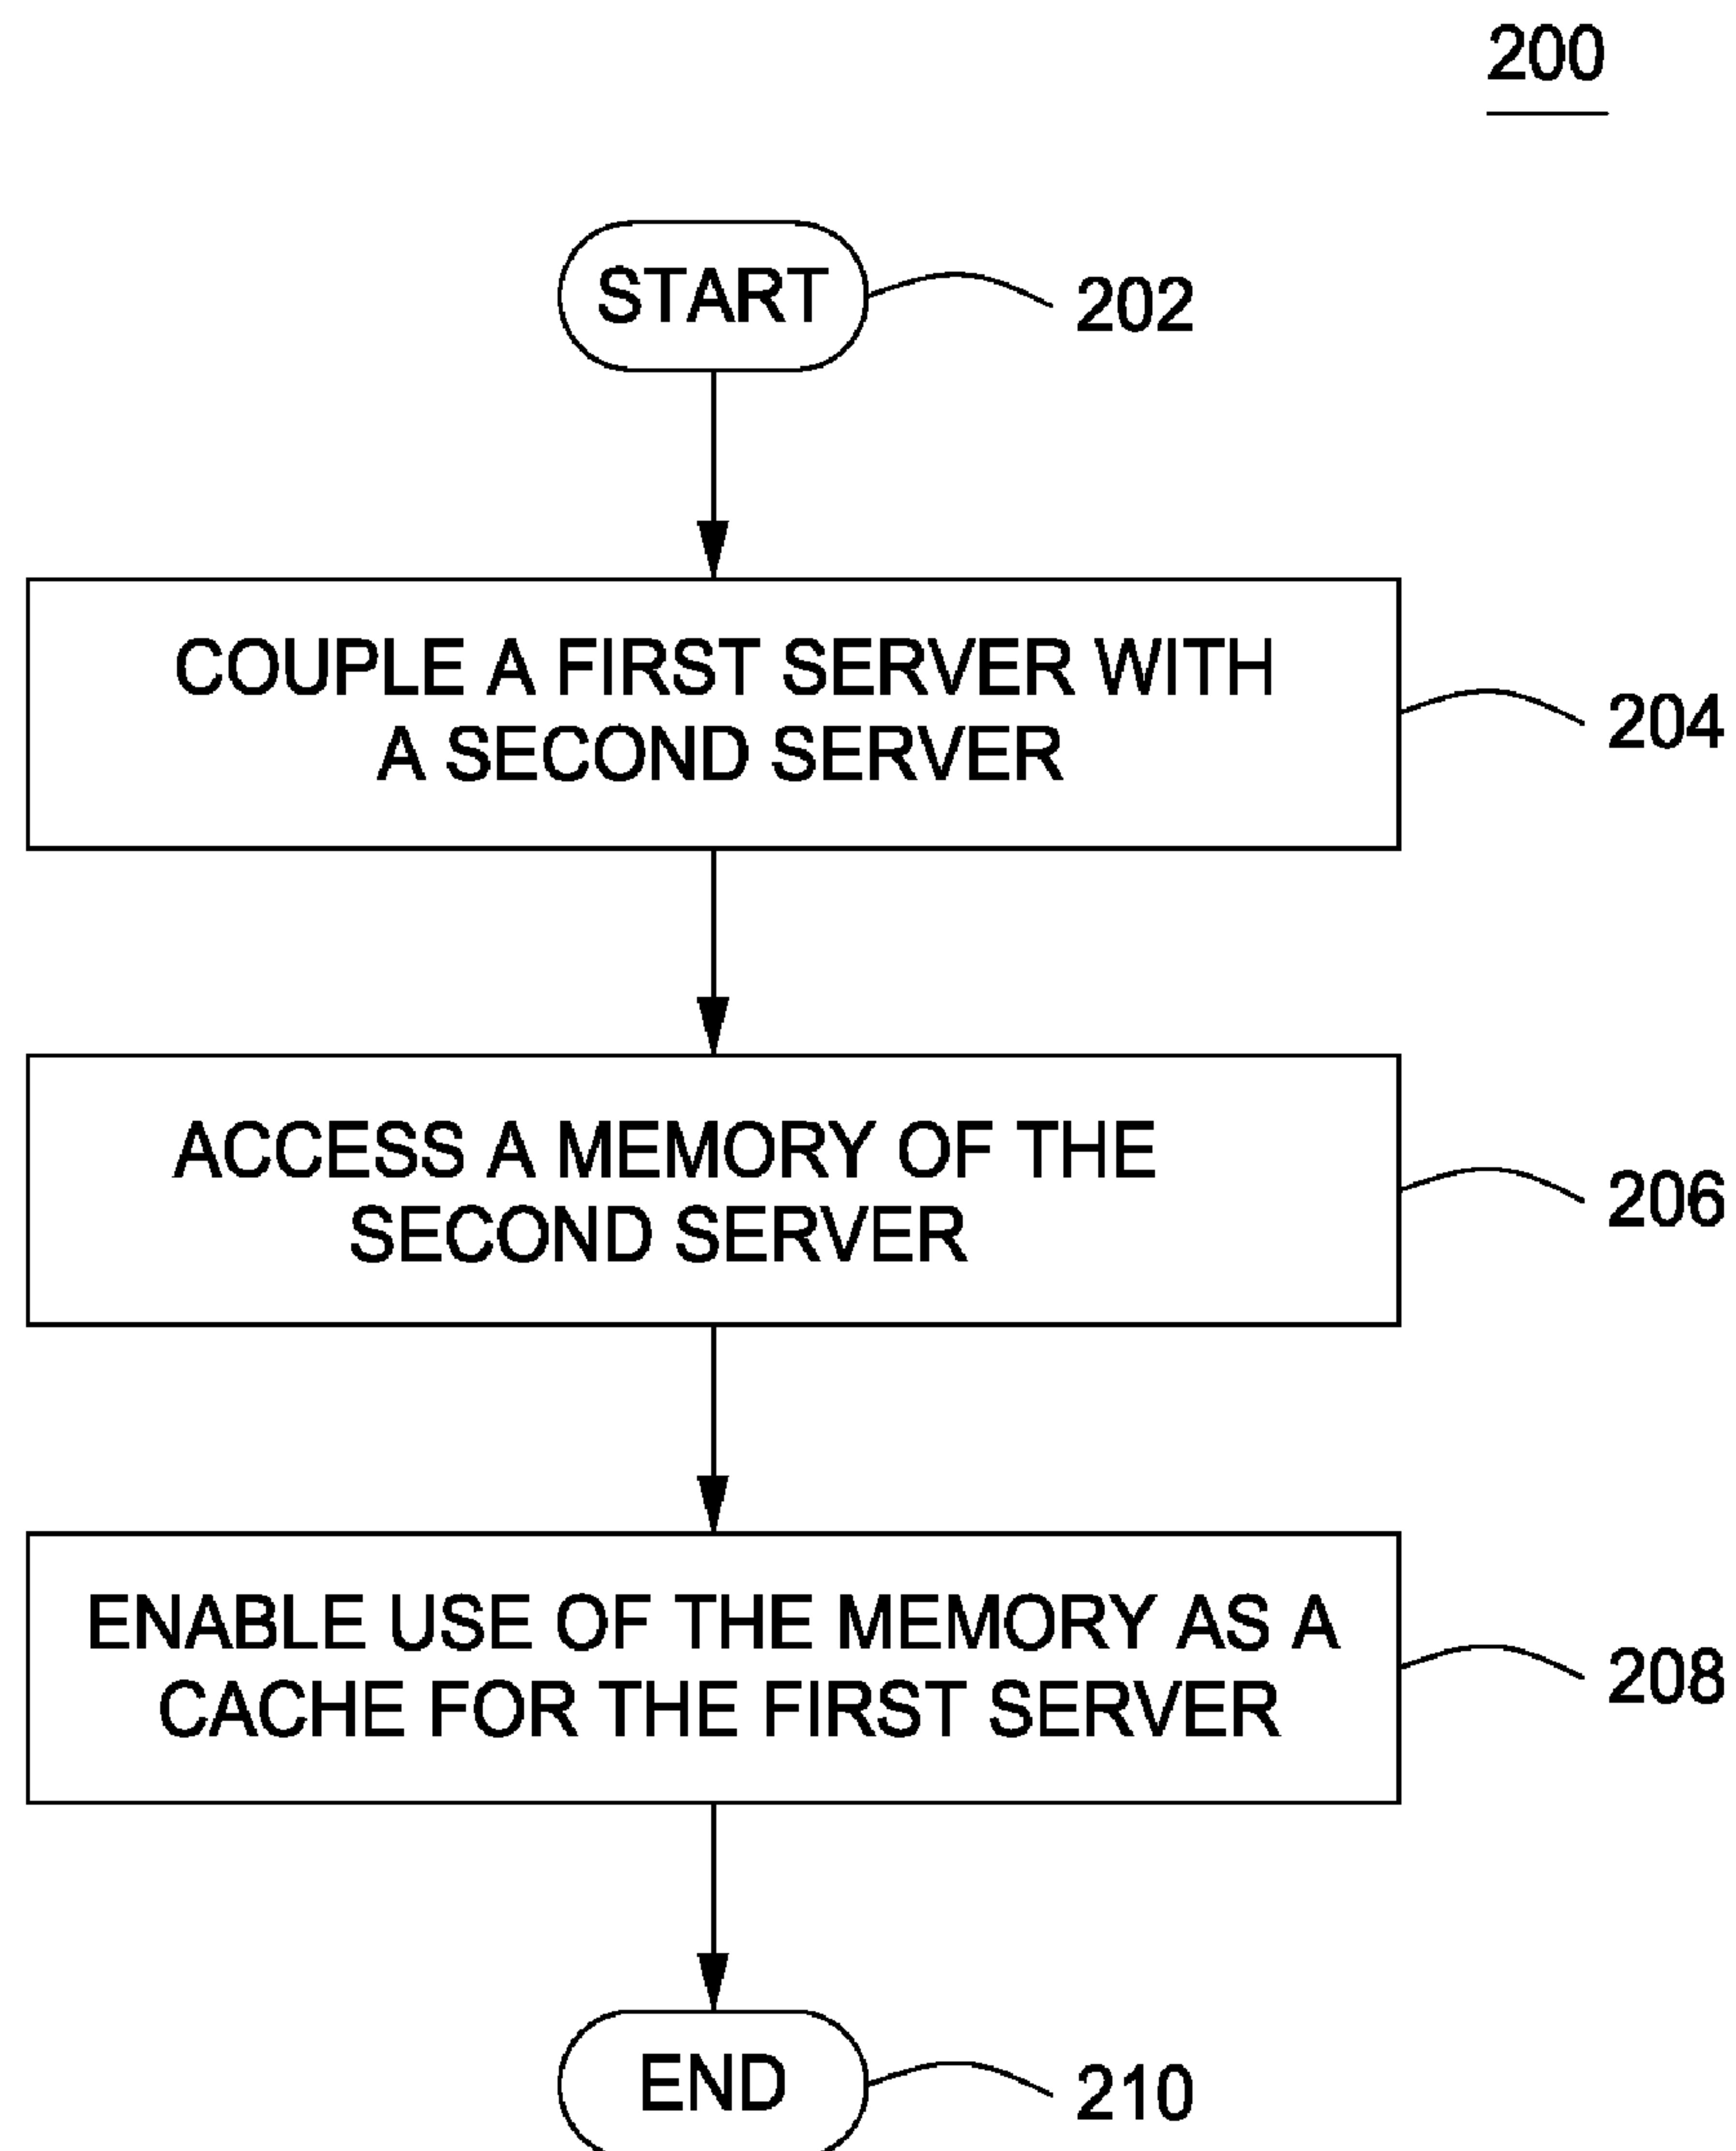 200
START
202
COUPLE A FIRST SERVER WITH
A SECOND SERVER
204
ACCESS A MEMORY OF THE
SECOND SERVER
206
ENABLE USE OF THE MEMORY AS A
CACHE FOR THE FIRST SERVER
208
END
210